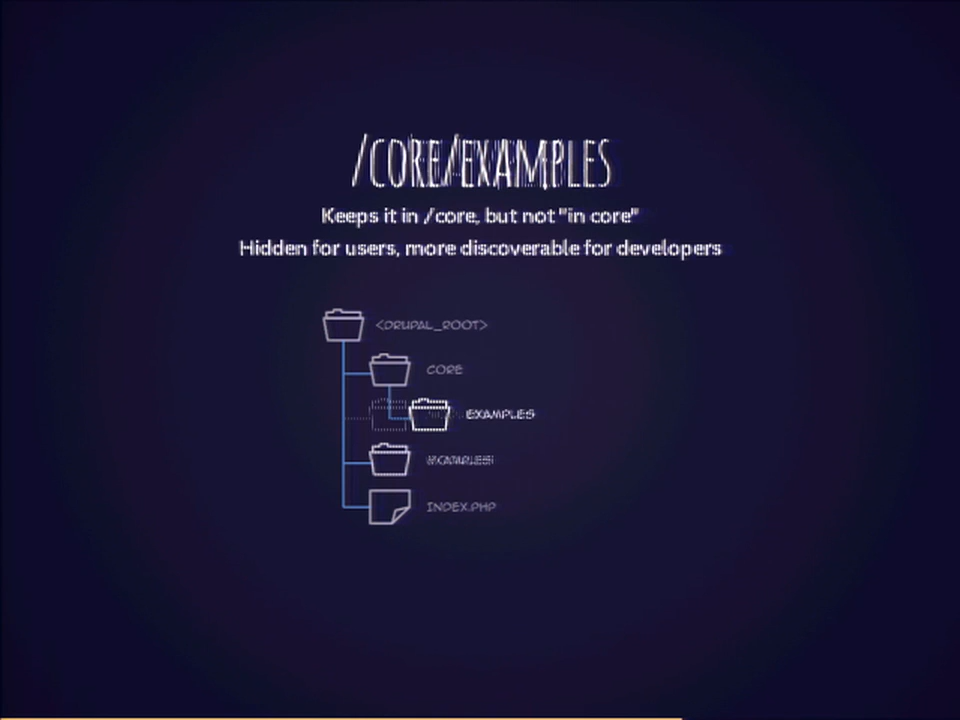 /CORE/EXAMPLES
Keeps it in /core, but not "in core"
Hidden for users, more discoverable for developers
<DRUPAL_ROOT>
CORE
EXAMPLES
INDEX.PHP